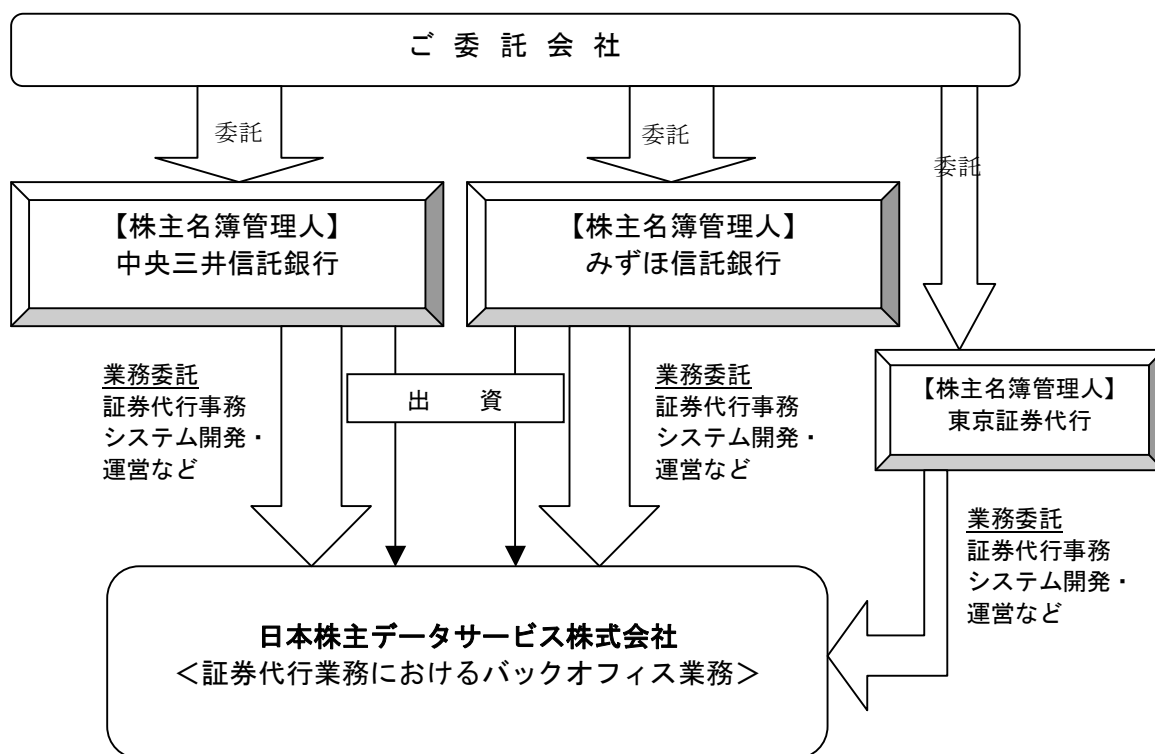 ご 委 託 会 社
委託
委託
委託
【株主名簿管理人】
中央三井信託銀行
【株主名簿管理人】
みずほ信託銀行
【株主名簿管理人】
東京証券代行
業務委託
証券代行事務
システム開発・
運営など
出 資
業務委託
証券代行事務
システム開発・
運営など
業務委託
証券代行事務
システム開発・
運営など
日本株主データサービス株式会社
＜証券代行業務におけるバックオフィス業務＞